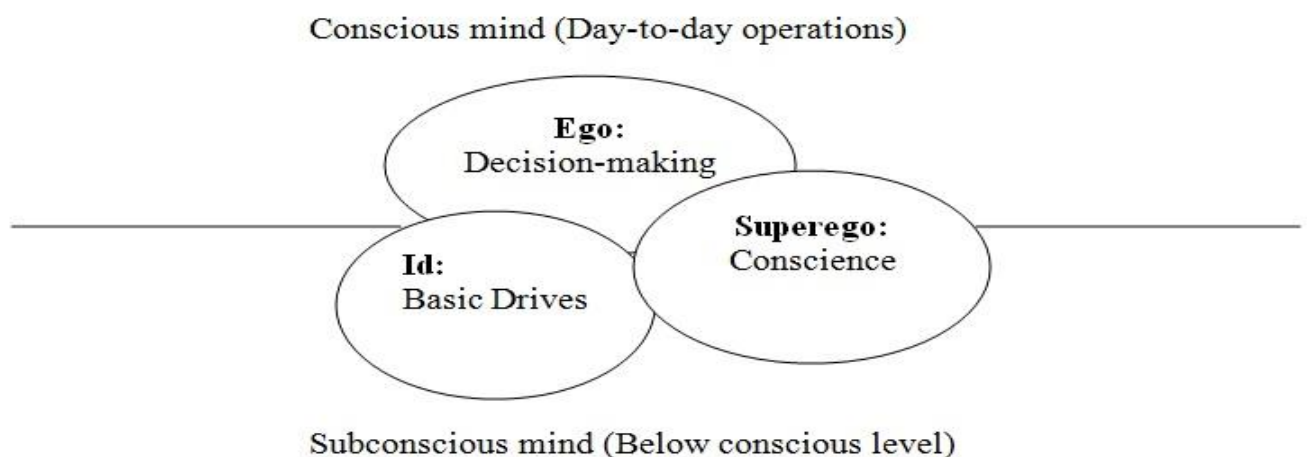 Conscious mind (Day-to-day operations)
Ego:
Decision-making
Superego:
Conscience
Id:
Basic Drives
Subconscious mind (Below conscious level)